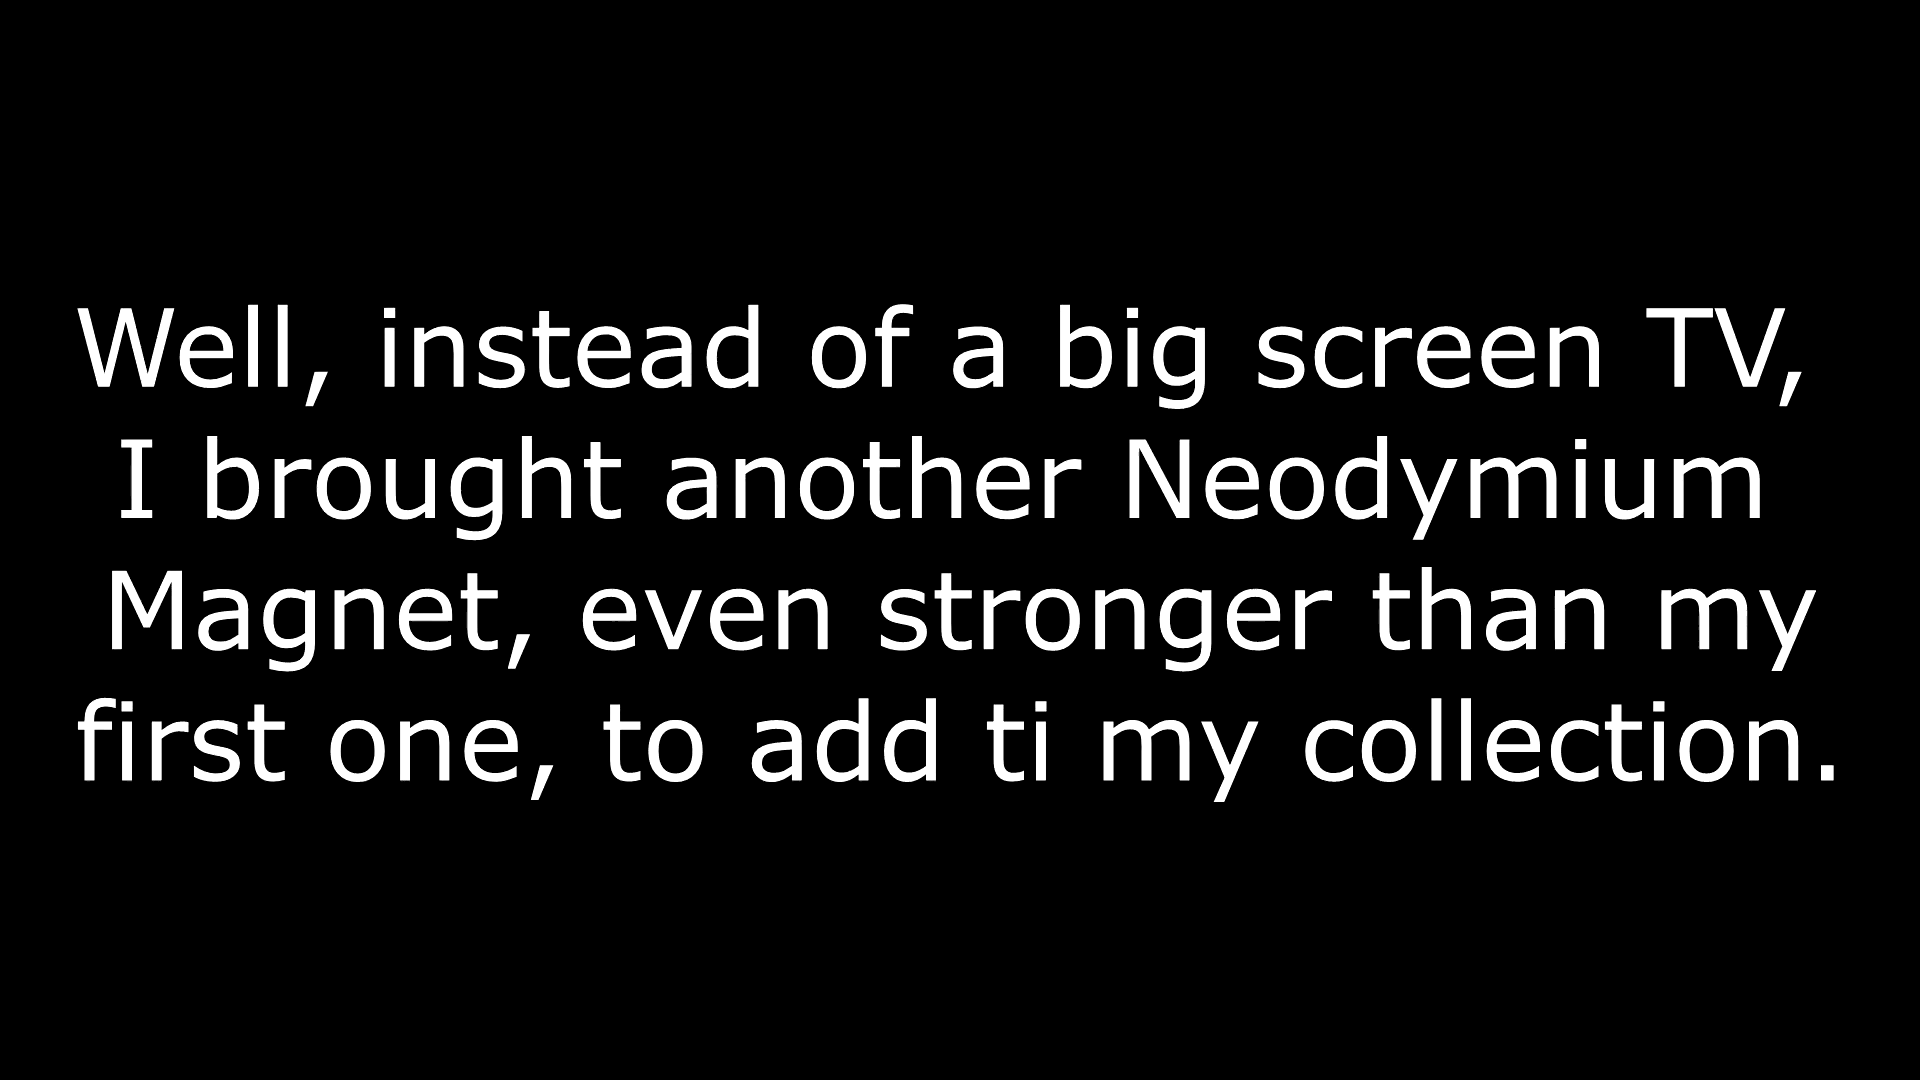 Well, instead of a big screen TV,
I brought another Neodymium
Magnet, even stronger than my
first one, to add ti my collection.